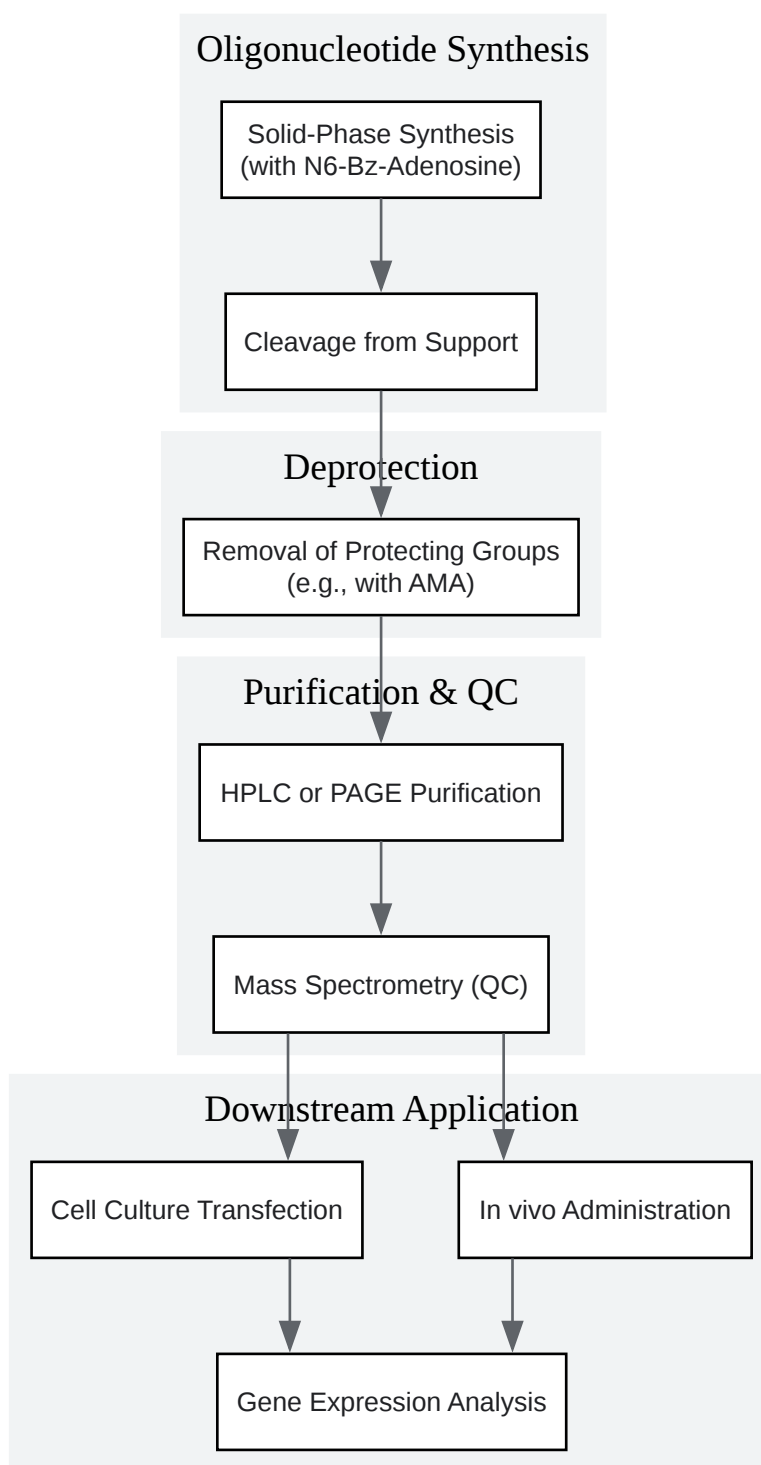 Oligonucleotide Synthesis
Solid-Phase Synthesis
(with N6-Bz-Adenosine)
Cleavage from Support
Deprotection
Removal of Protecting Groups
(e.g., with AMA)
Purification & QC
HPLC or PAGE Purification
Mass Spectrometry (QC)
Downstream Application
Cell Culture Transfection
In vivo Administration
Gene Expression Analysis